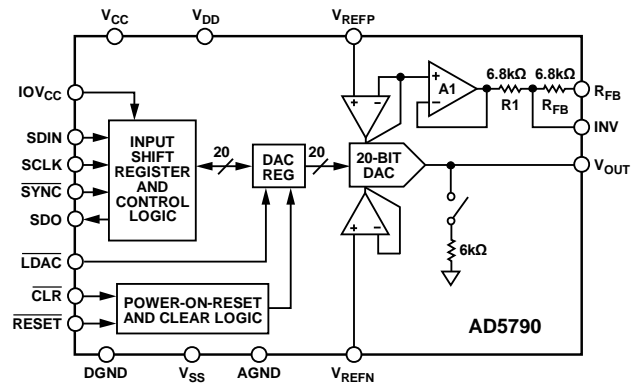 VCC
VDD
VREFP
IOVCC
SDIN
SCLK
SYNC
SDO
LDAC
CLR
RESET
INPUT
SHIFT
REGISTER
AND
CONTROL
LOGIC
20
DAC
REG
20
20-BIT
DAC
A1
6.8kΩ
R1
6.8kΩ
RFB
RFB
INV
VOUT
6kΩ
POWER-ON-RESET
AND CLEAR LOGIC
AD5790
DGND
VSS
AGND
VREFN